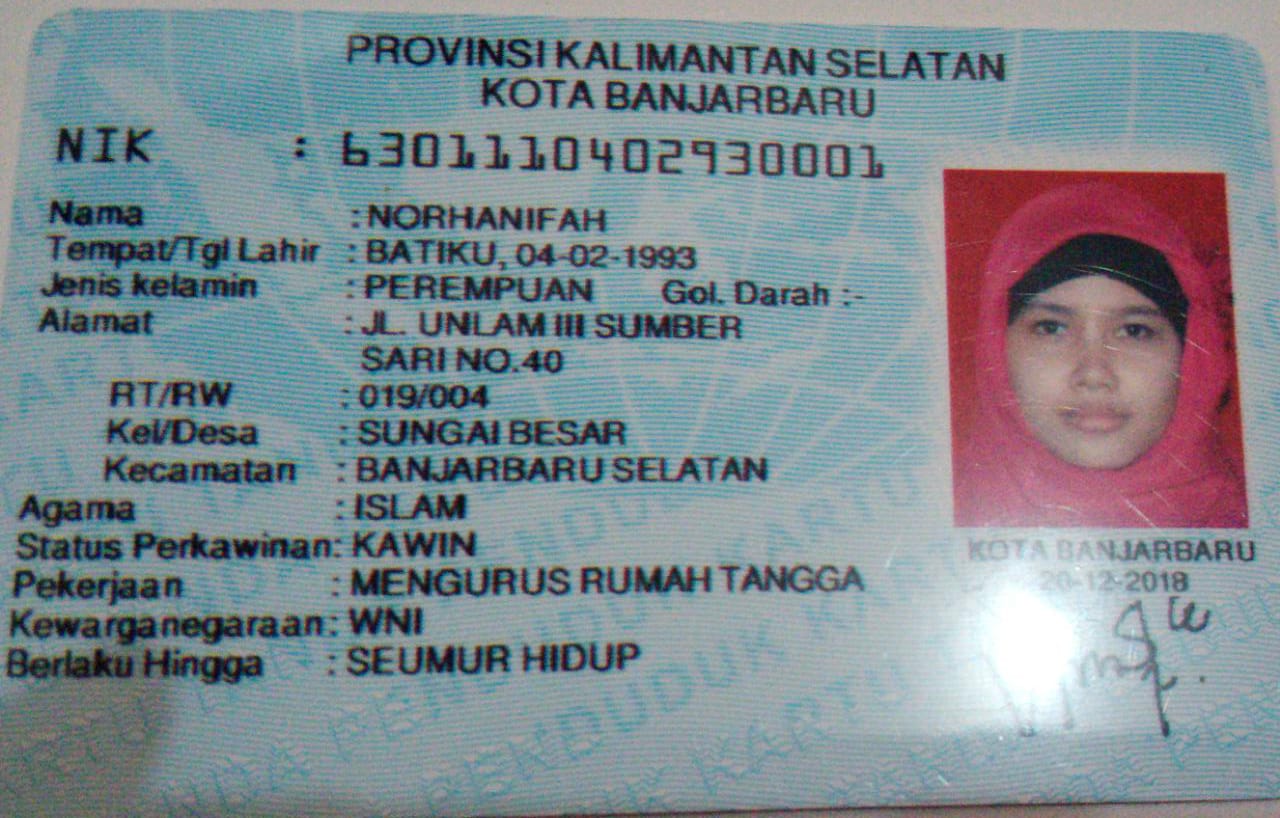 PROVINSI KALIMANTAN SELATAN
KOTA BANJARBARU
NIK : 6301110402930001
Nama : NORHANIFAH
Tempat/Tgl Lahir : BATIKU, 04-02-1993
Jenis kelamin : PEREMPUAN Gol. Darah :-
Alamat : JL. UNLAM III SUMBER
SARI NO.40
RT/RW : 019/004
Kel/Desa : SUNGAI BESAR
Kecamatan : BANJARBARU SELATAN
Agama : ISLAM
Status Perkawinan: KAWIN
Pekerjaan : MENGURUS RUMAH TANGGA
Kewarganegaraan: WNI
Berlaku Hingga : SEUMUR HIDUP
KOTA BANJARBARU
20-12-2018